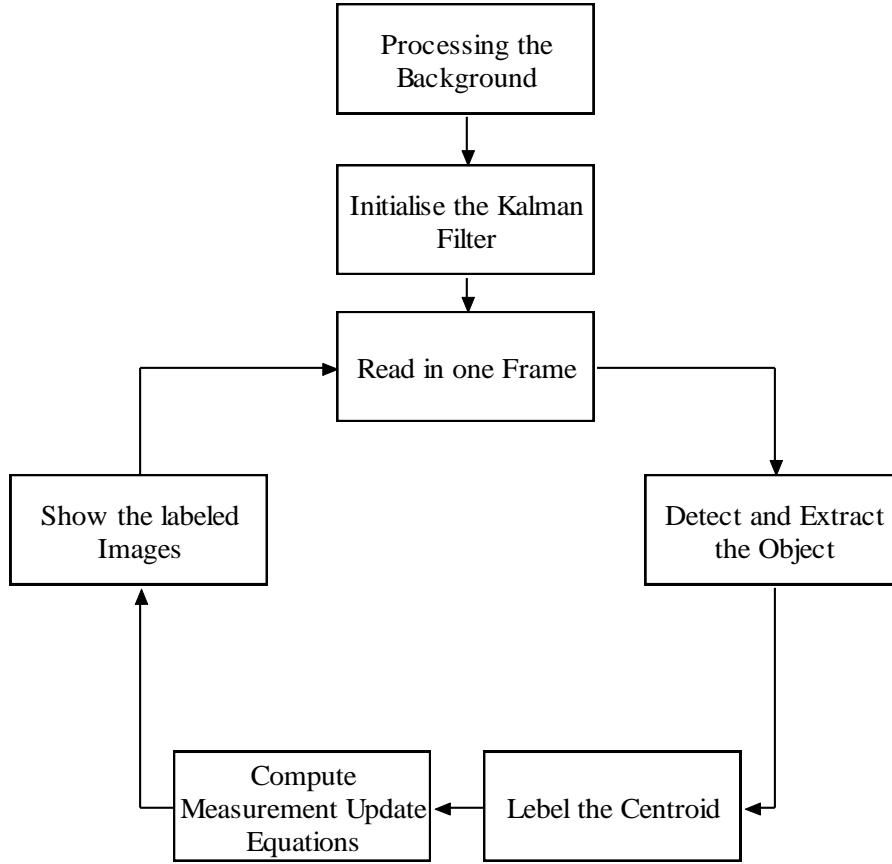 Processing the
Background
Initialise the Kalman
Filter
Read in one Frame
Detect and Extract
the Object
Lebel the Centroid
Compute
Measurement Update
Equations
Show the labeled
Images